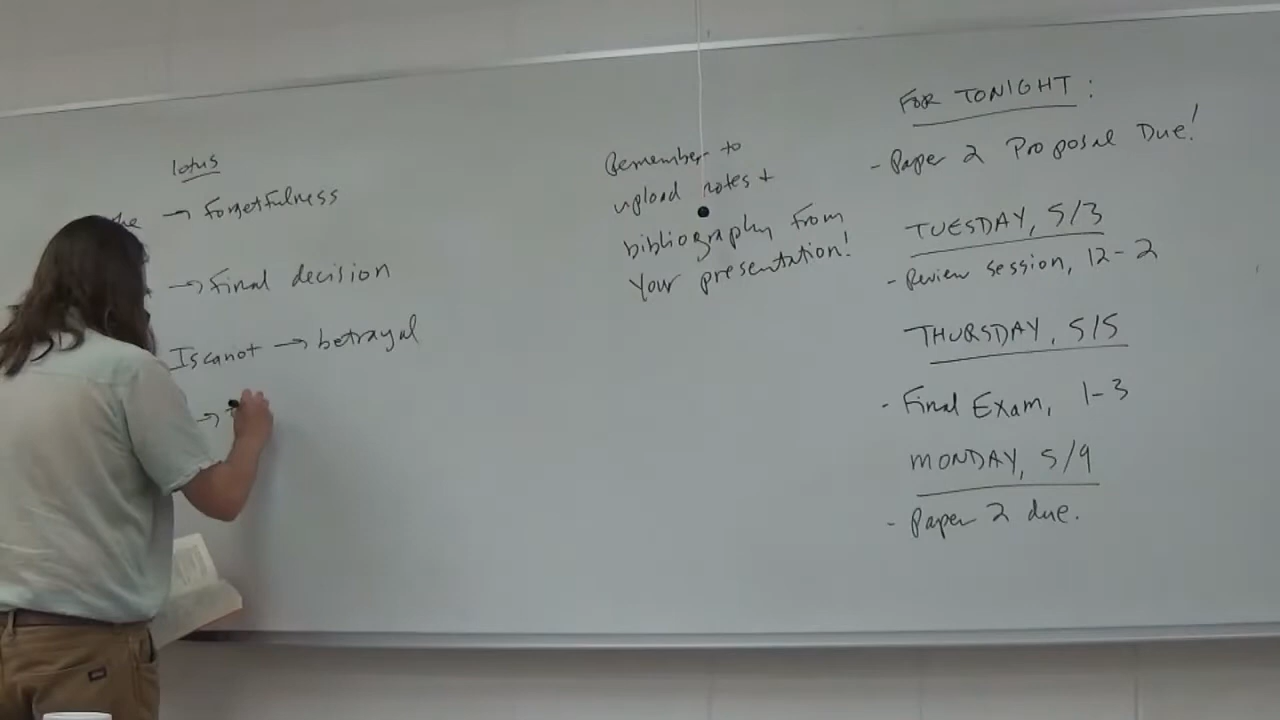 lotus
the → forgetfulness
→ final decision
Iscariot → betrayal
→
Remember to
upload notes +
bibliography from
your presentation!
FOR TONIGHT:
- Paper 2 Proposal Due!
TUESDAY, 5/3
- Review session, 12-2
THURSDAY, 5/5
- Final Exam, 1-3
MONDAY, 5/9
- Paper 2 due.